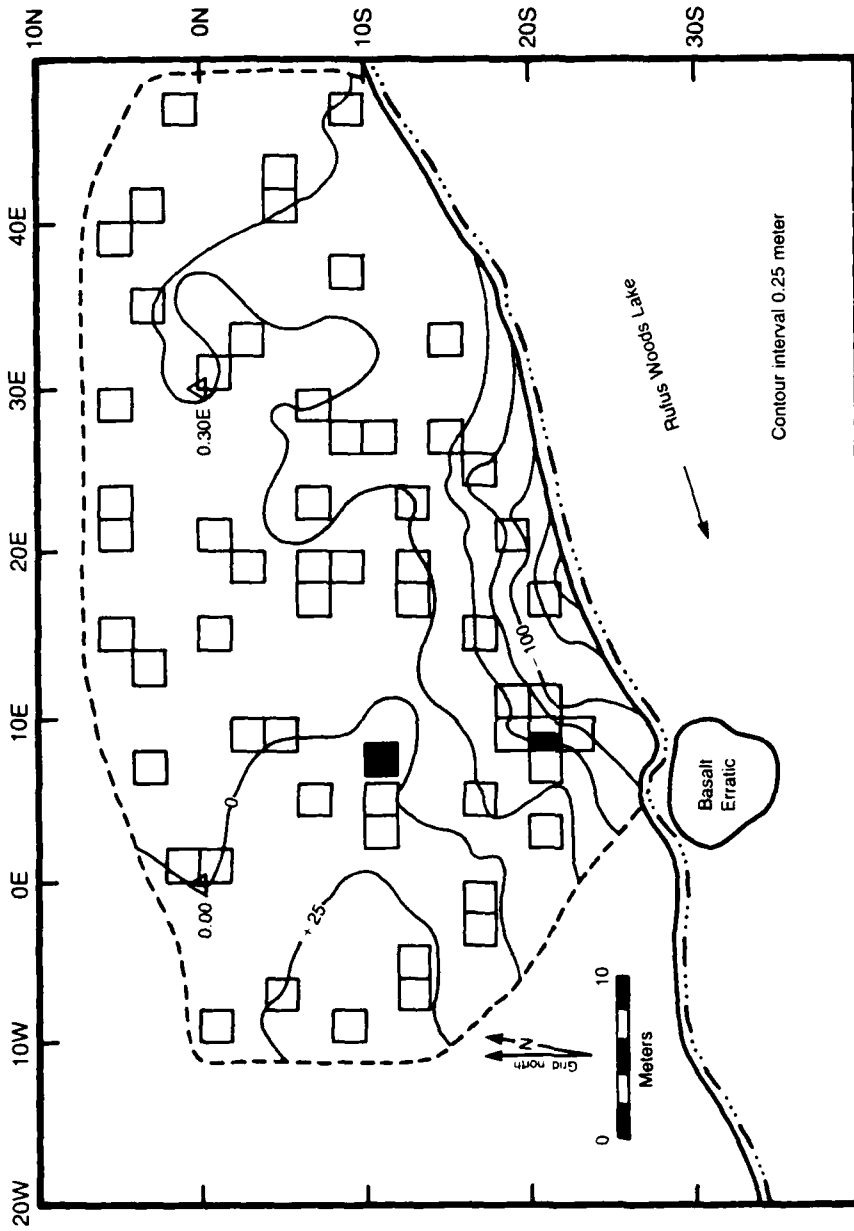 20W
10W
0E
10E
20E
30E
40E
10N
0N
10S
20S
30S
0.00
0
+ 25
0.30E
100
Grid north
N
0
10
Meters
Basalt
Erratic
Rufus Woods Lake
Contour interval 0.25 meter